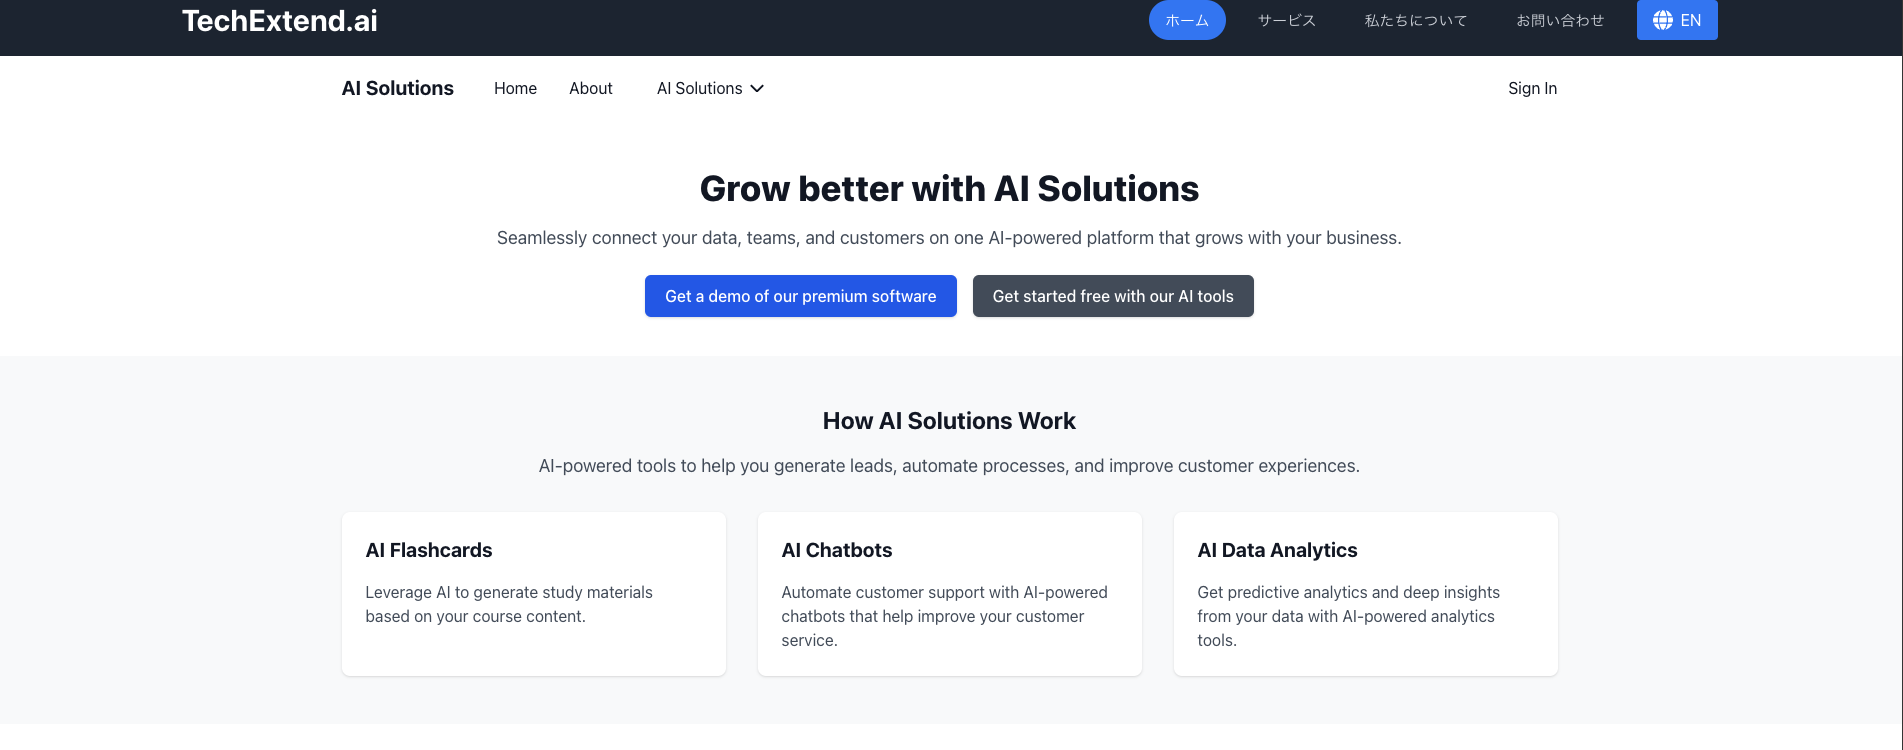 TechExtend.ai
ホーム
サービス
私たちについて
お問い合わせ
EN
AI Solutions
Home
About
AI Solutions
Sign In
Grow better with AI Solutions
Seamlessly connect your data, teams, and customers on one AI-powered platform that grows with your business.
Get a demo of our premium software
Get started free with our AI tools
How AI Solutions Work
AI-powered tools to help you generate leads, automate processes, and improve customer experiences.
AI Flashcards
Leverage AI to generate study materials
based on your course content.
AI Chatbots
Automate customer support with AI-powered
chatbots that help improve your customer
service.
AI Data Analytics
Get predictive analytics and deep insights
from your data with AI-powered analytics
tools.